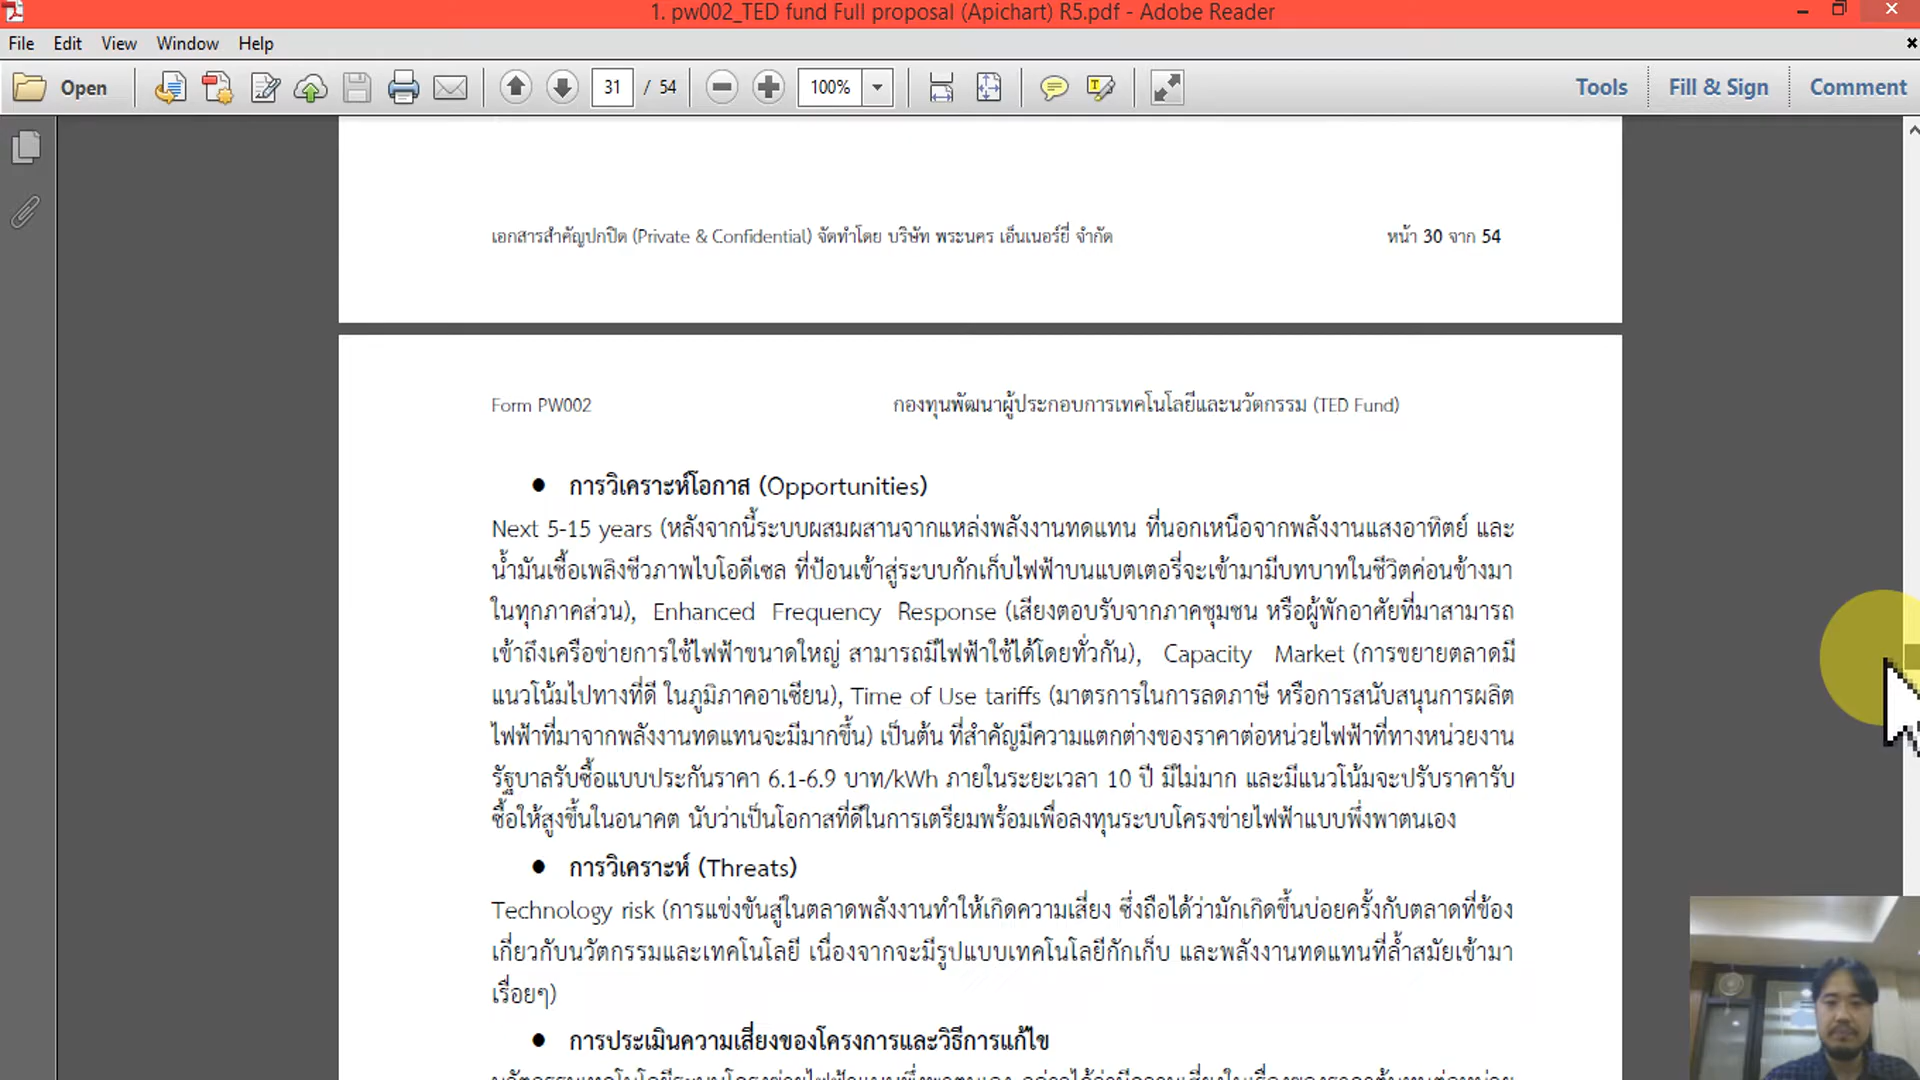 1. pw002_TED fund Full proposal (Apichart) R5.pdf - Adobe Reader
File Edit View Window Help
Open 31 / 54 100% Tools Fill & Sign Comment
เอกสารสำคัญปกปิด (Private & Confidential) จัดทำโดย บริษัท พระนคร เอ็นเนอร์ยี่ จำกัด หน้า 30 จาก 54
Form PW002 กองทุนพัฒนาผู้ประกอบการเทคโนโลยีและนวัตกรรม (TED Fund)
● การวิเคราะห์โอกาส (Opportunities)
Next 5-15 years (หลังจากนี้ระบบผสมผสานจากแหล่งพลังงานทดแทน ที่นอกเหนือจากพลังงานแสงอาทิตย์ และ
น้ำมันเชื้อเพลิงชีวภาพไบโอดีเซล ที่ป้อนเข้าสู่ระบบกักเก็บไฟฟ้าบนแบตเตอรี่จะเข้ามามีบทบาทในชีวิตค่อนข้างมา
ในทุกภาคส่วน), Enhanced Frequency Response (เสียงตอบรับจากภาคชุมชน หรือผู้พักอาศัยที่มาสามารถ
เข้าถึงเครือข่ายการใช้ไฟฟ้าขนาดใหญ่ สามารถมีไฟฟ้าใช้ได้โดยทั่วกัน), Capacity Market (การขยายตลาดมี
แนวโน้มไปทางที่ดี ในภูมิภาคอาเซียน), Time of Use tariffs (มาตรการในการลดภาษี หรือการสนับสนุนการผลิต
ไฟฟ้าที่มาจากพลังงานทดแทนจะมีมากขึ้น) เป็นต้น ที่สำคัญมีความแตกต่างของราคาต่อหน่วยไฟฟ้าที่ทางหน่วยงาน
รัฐบาลรับซื้อแบบประกันราคา 6.1-6.9 บาท/kWh ภายในระยะเวลา 10 ปี มีไม่มาก และมีแนวโน้มจะปรับราคารับ
ซื้อให้สูงขึ้นในอนาคต นับว่าเป็นโอกาสที่ดีในการเตรียมพร้อมเพื่อลงทุนระบบโครงข่ายไฟฟ้าแบบพึ่งพาตนเอง
● การวิเคราะห์ (Threats)
Technology risk (การแข่งขันสู่ในตลาดพลังงานทำให้เกิดความเสี่ยง ซึ่งถือได้ว่ามักเกิดขึ้นบ่อยครั้งกับตลาดที่ข้อง
เกี่ยวกับนวัตกรรมและเทคโนโลยี เนื่องจากจะมีรูปแบบเทคโนโลยีกักเก็บ และพลังงานทดแทนที่ล้ำสมัยเข้ามา
เรื่อยๆ)
● การประเมินความเสี่ยงของโครงการและวิธีการแก้ไข